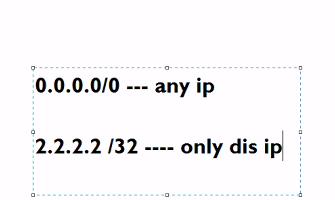 0.0.0.0/0 --- any ip
2.2.2.2 /32 ---- only dis ip